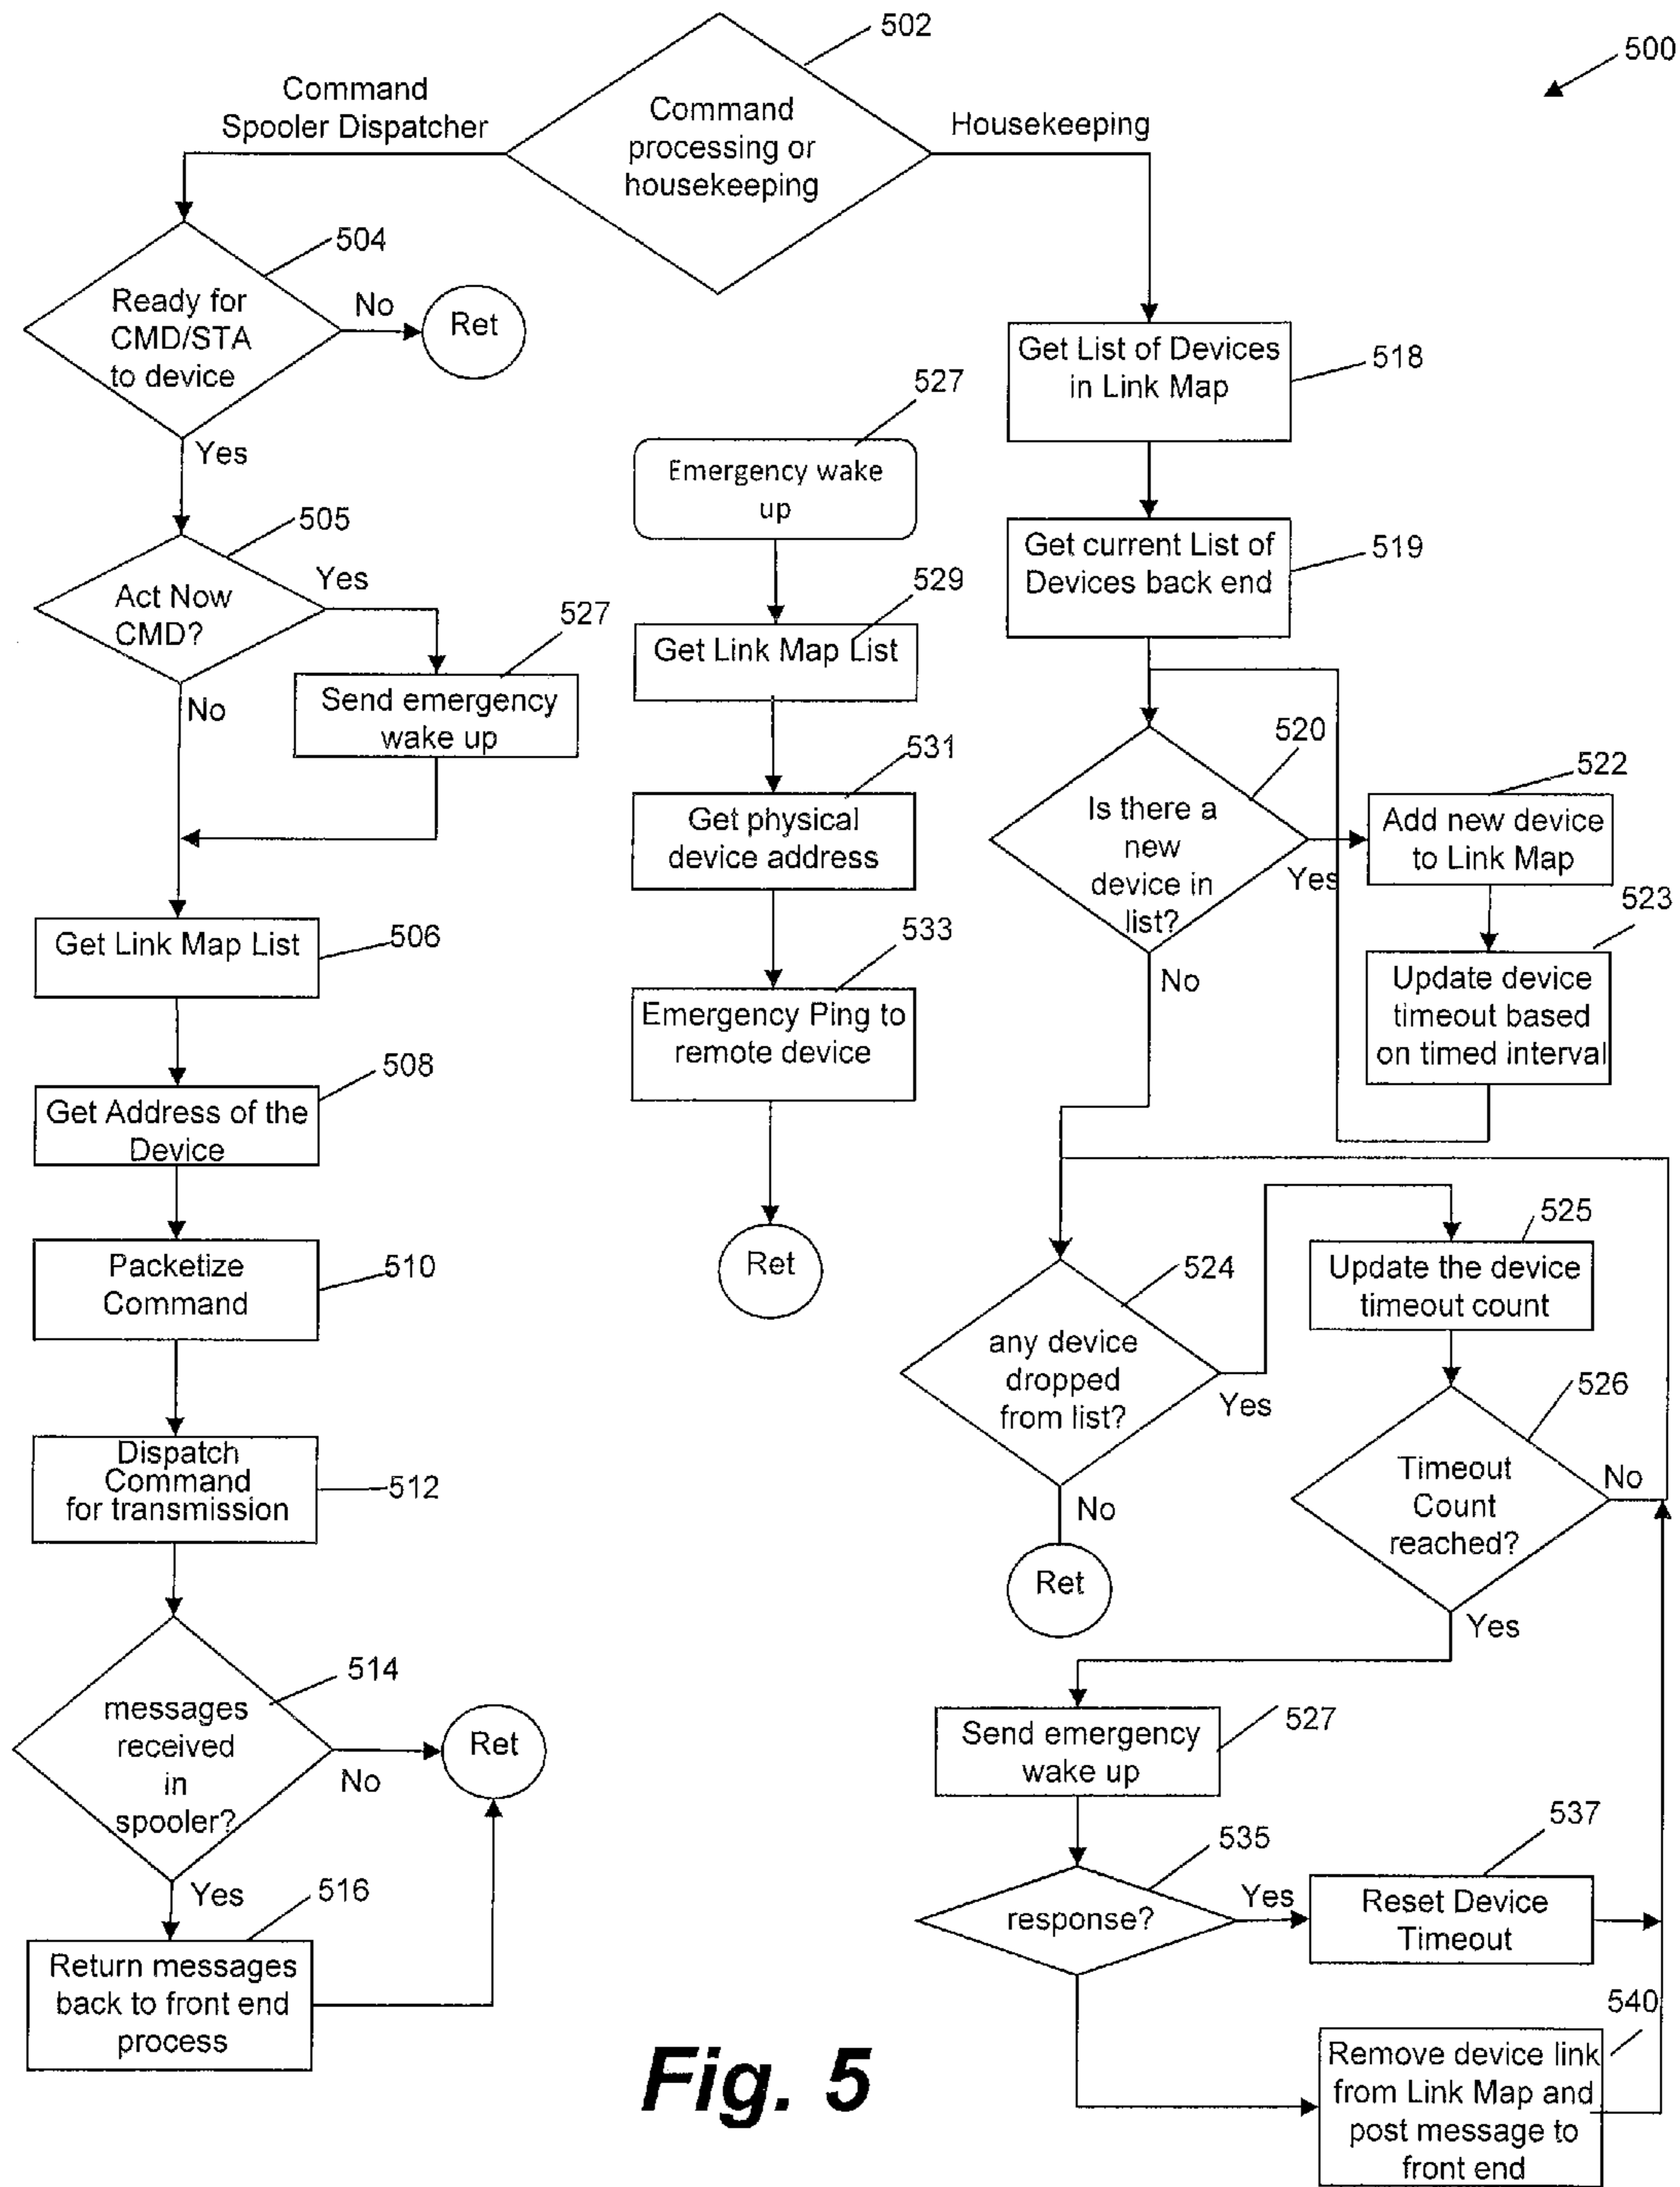 502
500
Command
Spooler Dispatcher
Command
processing or
housekeeping
Housekeeping
504
Ready for
CMD/STA
to device
No
Ret
Yes
505
Act Now
CMD?
Yes
527
Send emergency
wake up
No
Get Link Map List
506
508
Get Address of the
Device
Packetize
Command
510
Dispatch
Command
for transmission
512
514
messages
received
in
spooler?
No
Ret
Yes
516
Return messages
back to front end
process
527
Emergency wake
up
529
Get Link Map List
531
Get physical
device address
533
Emergency Ping to
remote device
Ret
Get List of Devices
in Link Map
518
Get current List of
Devices back end
519
520
Is there a
new
device in
list?
Yes
522
Add new device
to Link Map
523
Update device
timeout based
on timed interval
No
524
any device
dropped
from list?
Yes
No
Ret
525
Update the device
timeout count
526
Timeout
Count
reached?
No
Yes
527
Send emergency
wake up
535
response?
Yes
537
Reset Device
Timeout
540
Remove device link
from Link Map and
post message to
front end
Fig. 5